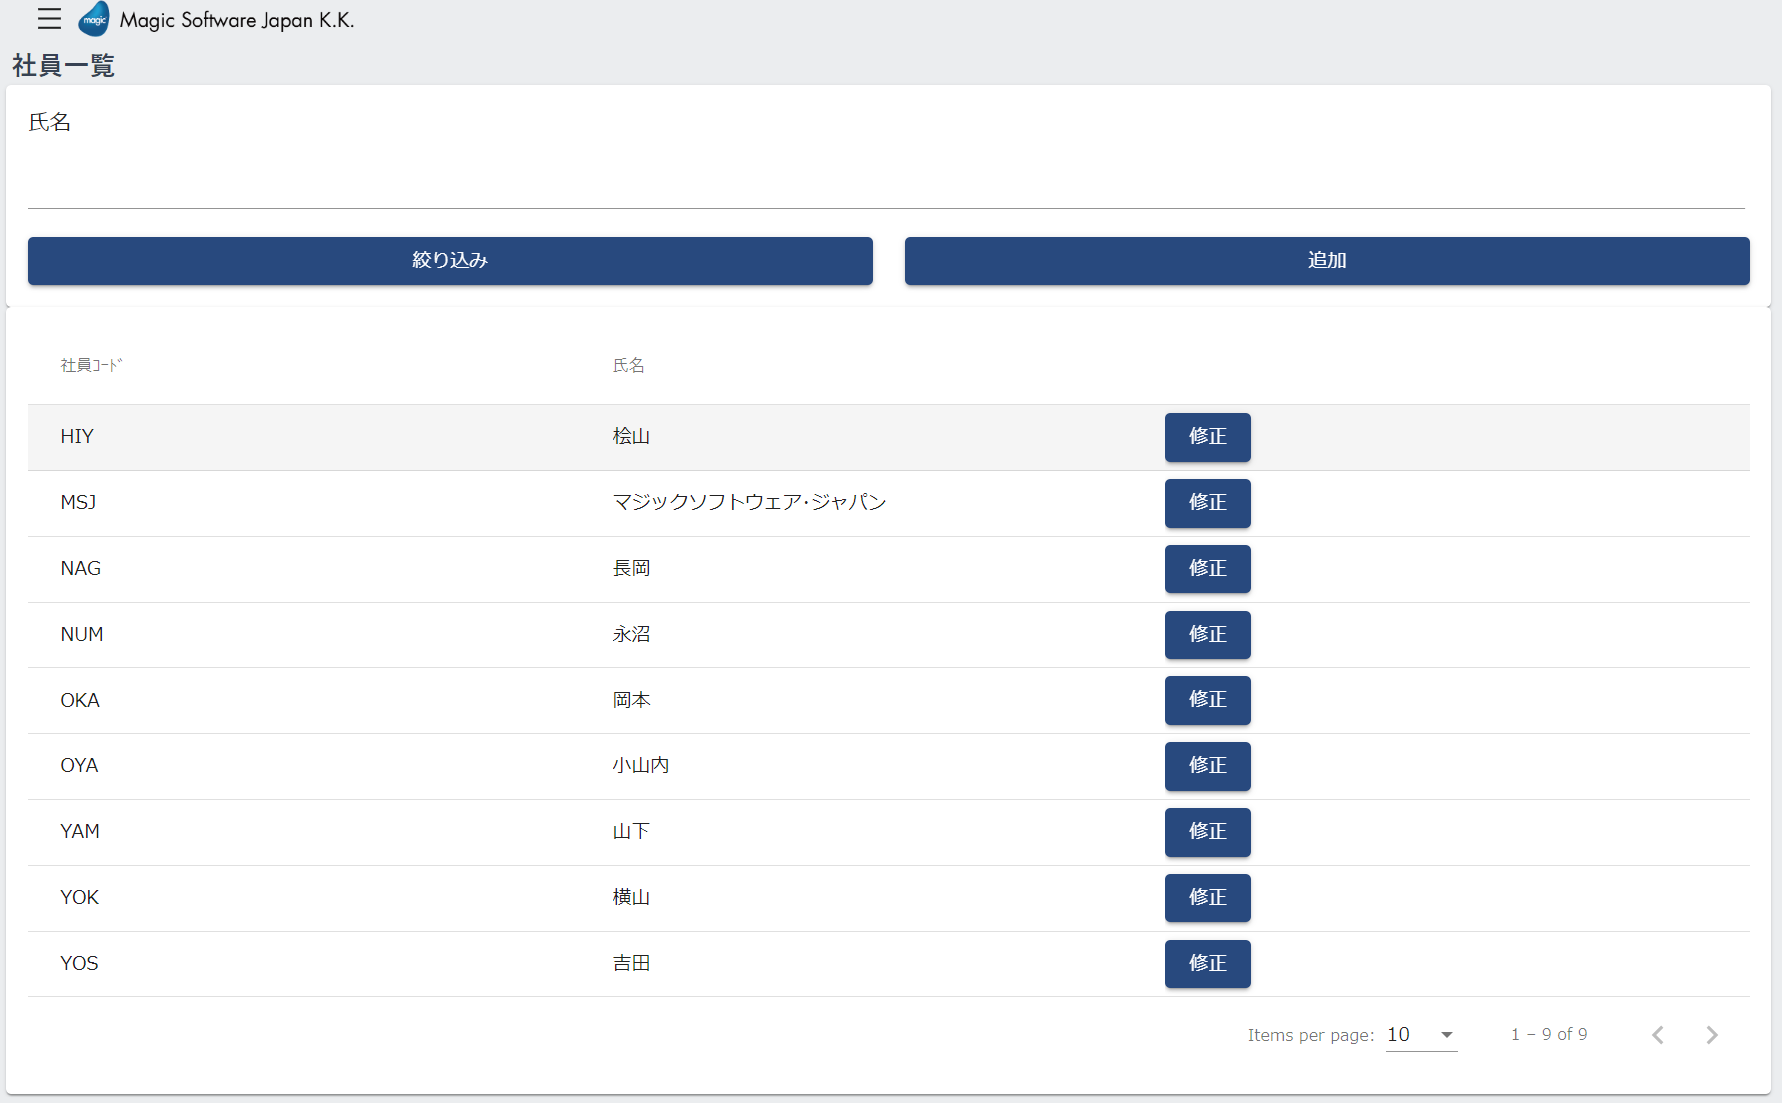 magic Magic Software Japan K.K.
社員一覧
氏名
絞り込み 追加
社員ｺｰﾄﾞ 氏名
HIY 桧山 修正
MSJ マジックソフトウェア･ジャパン 修正
NAG 長岡 修正
NUM 永沼 修正
OKA 岡本 修正
OYA 小山内 修正
YAM 山下 修正
YOK 横山 修正
YOS 吉田 修正
Items per page: 10 1 – 9 of 9